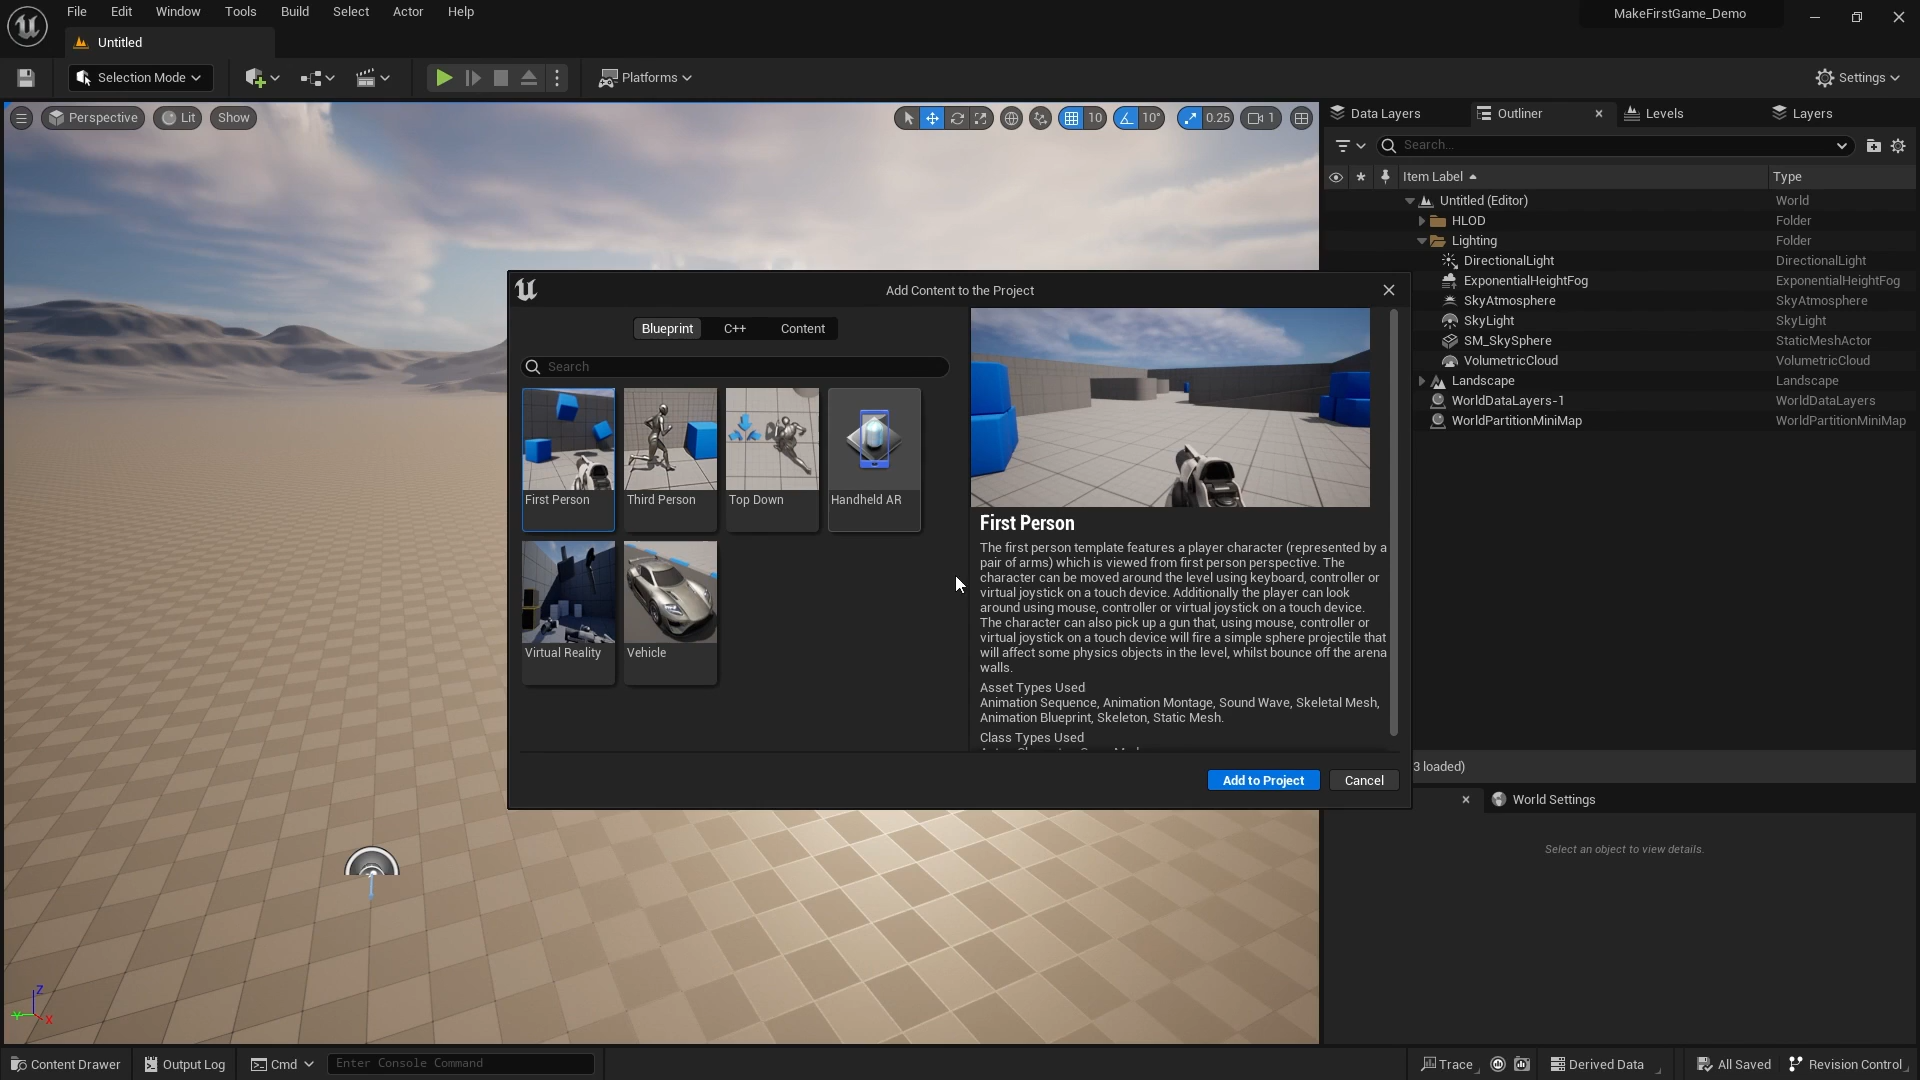 File Edit Window Tools Build Select Actor Help
MakeFirstGame_Demo
Untitled
Selection Mode
Platforms
Settings
Perspective Lit Show
10 10° 0.25 1
Data Layers Outliner Levels Layers
Search...
Item Label Type
Untitled (Editor) World
HLOD Folder
Lighting Folder
DirectionalLight DirectionalLight
ExponentialHeightFog ExponentialHeightFog
SkyAtmosphere SkyAtmosphere
SkyLight SkyLight
SM_SkySphere StaticMeshActor
VolumetricCloud VolumetricCloud
Landscape Landscape
WorldDataLayers-1 WorldDataLayers
WorldPartitionMiniMap WorldPartitionMiniMap
Add Content to the Project
Blueprint C++ Content
Search
First Person Third Person Top Down Handheld AR
Virtual Reality Vehicle
First Person
The first person template features a player character (represented by a
pair of arms) which is viewed from first person perspective. The
character can be moved around the level using keyboard, controller or
virtual joystick on a touch device. Additionally the player can look
around using mouse, controller or virtual joystick on a touch device.
The character can also pick up a gun that, using mouse, controller or
virtual joystick on a touch device will fire a simple sphere projectile that
will affect some physics objects in the level, whilst bounce off the arena
walls.
Asset Types Used
Animation Sequence, Animation Montage, Sound Wave, Skeletal Mesh,
Animation Blueprint, Skeleton, Static Mesh.
Class Types Used
Add to Project Cancel
3 loaded)
World Settings
Select an object to view details.
Z
Y X
Content Drawer Output Log Cmd Enter Console Command
Trace Derived Data All Saved Revision Control